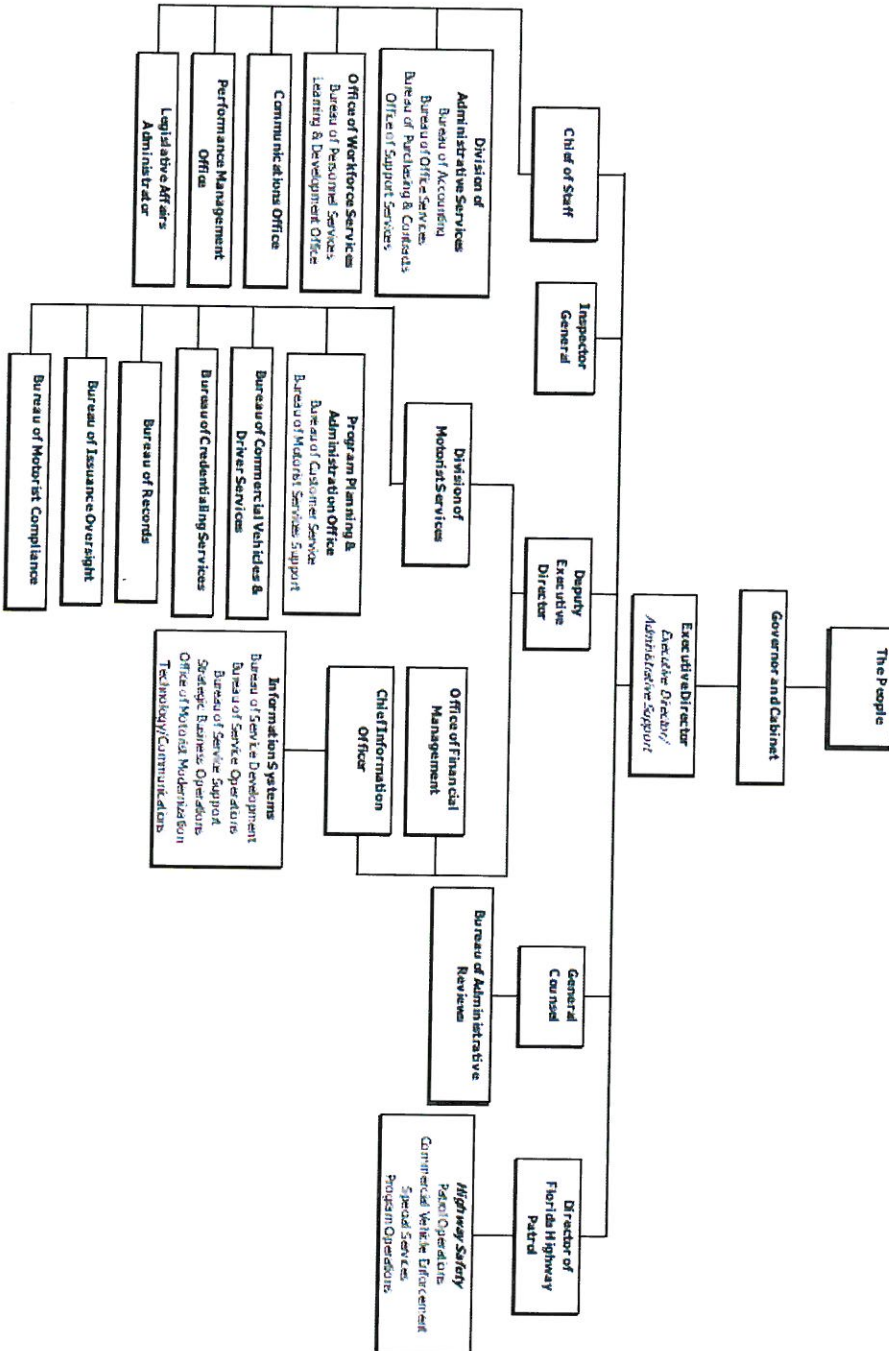 The People
Governor and Cabinet
Executive Director
Executive Director/
Administrative Support
Chief of Staff
Inspector
General
Deputy
Executive
Director
General
Counsel
Director of
Florida Highway
Patrol
Division of
Administrative Services
Bureau of Accounting
Bureau of Office Services
Bureau of Purchasing & Contracts
Office of Support Services
Office of Workforce Services
Bureau of Personnel Services
Learning & Development Office
Communications Office
Performance Management
Office
Legislative Affairs
Administrator
Division of
Motorist Services
Program Planning &
Administration Office
Bureau of Customer Service
Bureau of Motorist Services Support
Bureau of Commercial Vehicles &
Driver Services
Bureau of Credentialing Services
Bureau of Records
Bureau of Issuance Oversight
Bureau of Motorist Compliance
Office of Financial
Management
Chief Information
Officer
Information Systems
Bureau of Service Development
Bureau of Service Operations
Bureau of Service Support
Strategic Business Operations
Office of Motorist Modernization
Technology/Communications
Bureau of Administrative
Reviews
Highway Safety
Patrol Operations
Commercial Vehicle Enforcement
Special Services
Program Operations